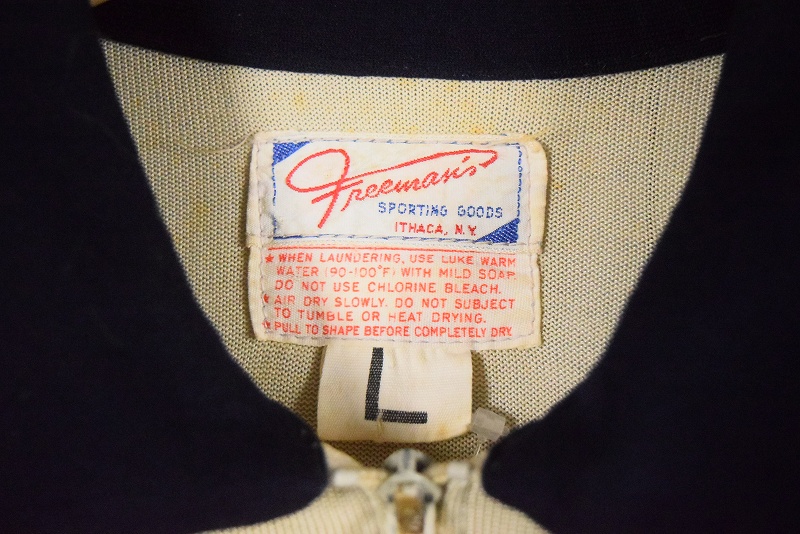 Freeman's
SPORTING GOODS
ITHACA, N.Y.
★ WHEN LAUNDERING, USE LUKE WARM
WATER (90-100°F) WITH MILD SOAP.
DO NOT USE CHLORINE BLEACH.
★ AIR DRY SLOWLY. DO NOT SUBJECT
TO TUMBLE OR HEAT DRYING.
★ PULL TO SHAPE BEFORE COMPLETELY DRY.
L